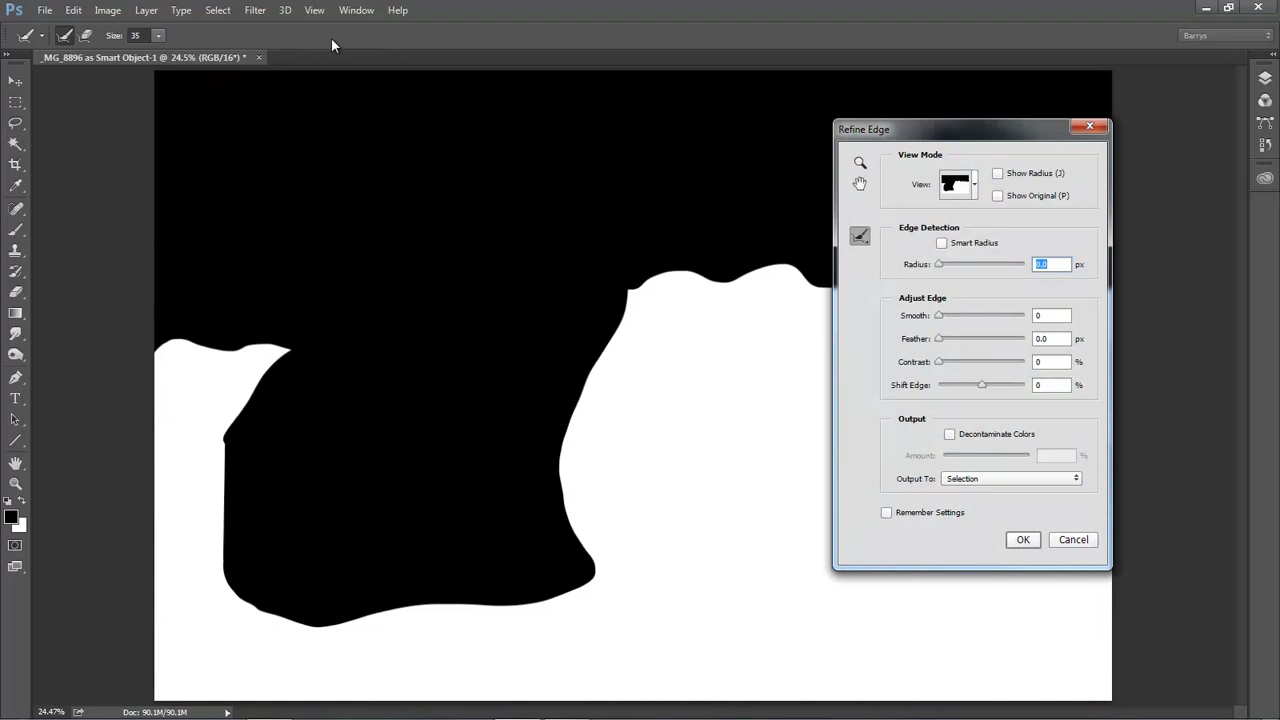 Ps File Edit Image Layer Type Select Filter 3D View Window Help
Size: 35
Barrys
_MG_8896 as Smart Object-1 @ 24.5% (RGB/16*) *
Refine Edge
View Mode
View:
Show Radius (J)
Show Original (P)
Edge Detection
Smart Radius
Radius: 0.0 px
Adjust Edge
Smooth: 0
Feather: 0.0 px
Contrast: 0 %
Shift Edge: 0 %
Output
Decontaminate Colors
Amount: %
Output To: Selection
Remember Settings
OK Cancel
24.47% Doc: 90.1M/90.1M